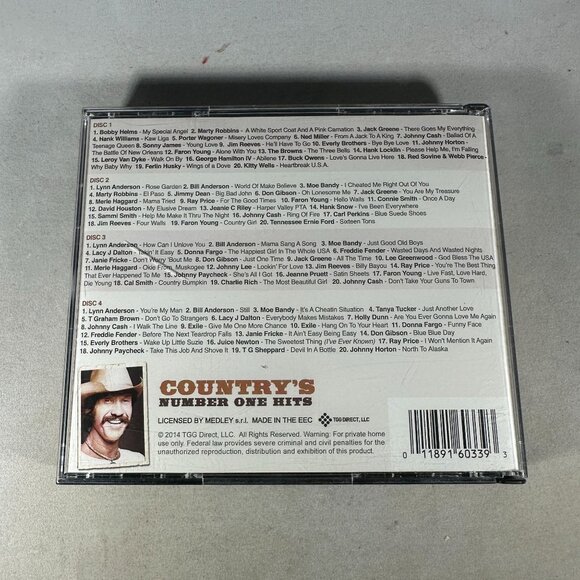 DISC 1
1. Bobby Helms - My Special Angel 2. Marty Robbins - A White Sport Coat And A Pink Carnation 3. Jack Greene - There Goes My Everything
4. Hank Williams - Kaw Liga 5. Porter Wagoner - Misery Loves Company 6. Ned Miller - From A Jack To A King 7. Johnny Cash - Ballad Of A
Teenage Queen 8. Sonny James - Young Love 9. Jim Reeves - He'll Have To Go 10. Everly Brothers - Bye Bye Love 11. Johnny Horton -
The Battle Of New Orleans 12. Faron Young - Alone With You 13. The Browns - The Three Bells 14. Hank Locklin - Please Help Me, I'm Falling
15. Leroy Van Dyke - Walk On By 16. George Hamilton IV - Abilene 17. Buck Owens - Love's Gonna Live Here 18. Red Sovine & Webb Pierce -
Why Baby Why 19. Ferlin Husky - Wings of a Dove 20. Kitty Wells - Heartbreak U.S.A.
DISC 2
1. Lynn Anderson - Rose Garden 2. Bill Anderson - World Of Make Believe 3. Moe Bandy - I Cheated Me Right Out Of You
4. Marty Robbins - El Paso 5. Jimmy Dean - Big Bad John 6. Don Gibson - Oh Lonesome Me 7. Jack Greene - You Are My Treasure
8. Merle Haggard - Mama Tried 9. Ray Price - For The Good Times 10. Faron Young - Hello Walls 11. Connie Smith - Once A Day
12. David Houston - My Elusive Dream 13. Jeanie C Riley - Harper Valley PTA 14. Hank Snow - I've Been Everywhere
15. Sammi Smith - Help Me Make It Thru The Night 16. Johnny Cash - Ring Of Fire 17. Carl Perkins - Blue Suede Shoes
18. Jim Reeves - Four Walls 19. Faron Young - Country Girl 20. Tennessee Ernie Ford - Sixteen Tons
DISC 3
1. Lynn Anderson - How Can I Unlove You 2. Bill Anderson - Mama Sang A Song 3. Moe Bandy - Just Good Old Boys
4. Lacy J Dalton - Takin' It Easy 5. Donna Fargo - The Happiest Girl In The Whole USA 6. Freddie Fender - Wasted Days And Wasted Nights
7. Janie Fricke - Don't Worry 'Bout Me 8. Don Gibson - Just One Time 9. Jack Greene - All The Time 10. Lee Greenwood - God Bless The USA
11. Merle Haggard - Okie From Muskogee 12. Johnny Lee - Lookin' For Love 13. Jim Reeves - Billy Bayou 14. Ray Price - You're The Best Thing
That Ever Happened To Me 15. Johnny Paycheck - She's All I Got 16. Jeanne Pruett - Satin Sheets 17. Faron Young - Live Fast, Love Hard,
Die Young 18. Cal Smith - Country Bumpkin 19. Charlie Rich - The Most Beautiful Girl 20. Johnny Cash - Don't Take Your Guns To Town
DISC 4
1. Lynn Anderson - You're My Man 2. Bill Anderson - Still 3. Moe Bandy - It's A Cheatin Situation 4. Tanya Tucker - Just Another Love
5. T Graham Brown - Don't Go To Strangers 6. Lacy J Dalton - Everybody Makes Mistakes 7. Holly Dunn - Are You Ever Gonna Love Me Again
8. Johnny Cash - I Walk The Line 9. Exile - Give Me One More Chance 10. Exile - Hang On To Your Heart 11. Donna Fargo - Funny Face
12. Freddie Fender - Before The Next Teardrop Falls 13. Janie Fricke - It Ain't Easy Being Easy 14. Don Gibson - Blue Blue Day
15. Everly Brothers - Wake Up Little Suzie 16. Juice Newton - The Sweetest Thing (I've Ever Known) 17. Ray Price - I Won't Mention It Again
18. Johnny Paycheck - Take This Job And Shove It 19. T G Sheppard - Devil In A Bottle 20. Johnny Horton - North To Alaska
COUNTRY'S
NUMBER ONE HITS
LICENSED BY MEDLEY s.r.l. MADE IN THE EEC TGG DIRECT, LLC
© 2014 TGG Direct, LLC. All Rights Reserved. Warning: For private home
use only. Federal law provides severe criminal and civil penalties for the
unauthorized reproduction, distribution and exhibition of this product.
0 11891 60339 3